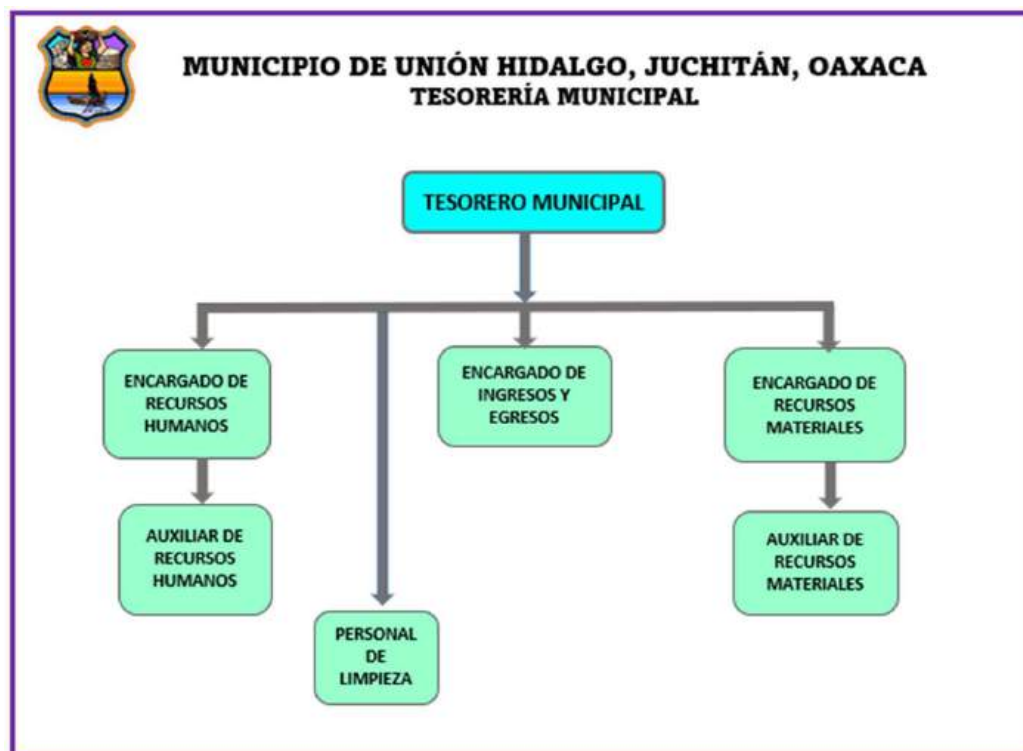 MUNICIPIO DE UNIÓN HIDALGO, JUCHITÁN, OAXACA
TESORERÍA MUNICIPAL
TESORERO MUNICIPAL
ENCARGADO DE
RECURSOS
HUMANOS
ENCARGADO DE
INGRESOS Y
EGRESOS
ENCARGADO DE
RECURSOS
MATERIALES
AUXILIAR DE
RECURSOS
HUMANOS
AUXILIAR DE
RECURSOS
MATERIALES
PERSONAL
DE
LIMPIEZA